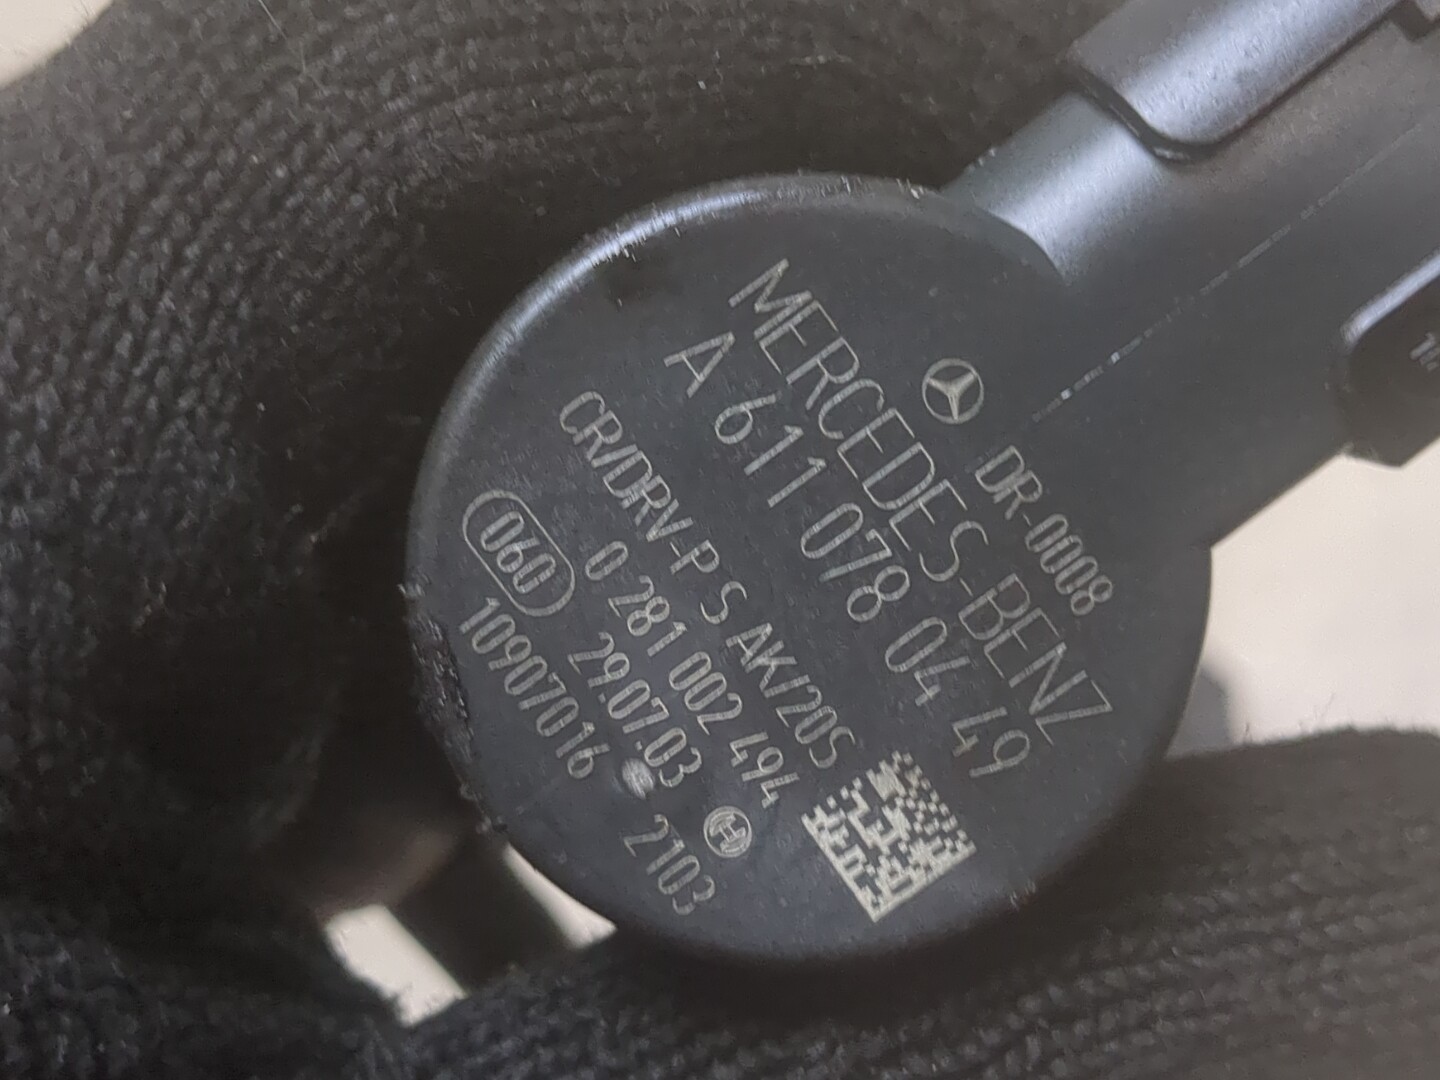 DR-0008
MERCEDES-BENZ
A 611 078 04 49
CR/DRV-P S AK/20S
0 281 002 494
060
29.07.03
10907016
2103